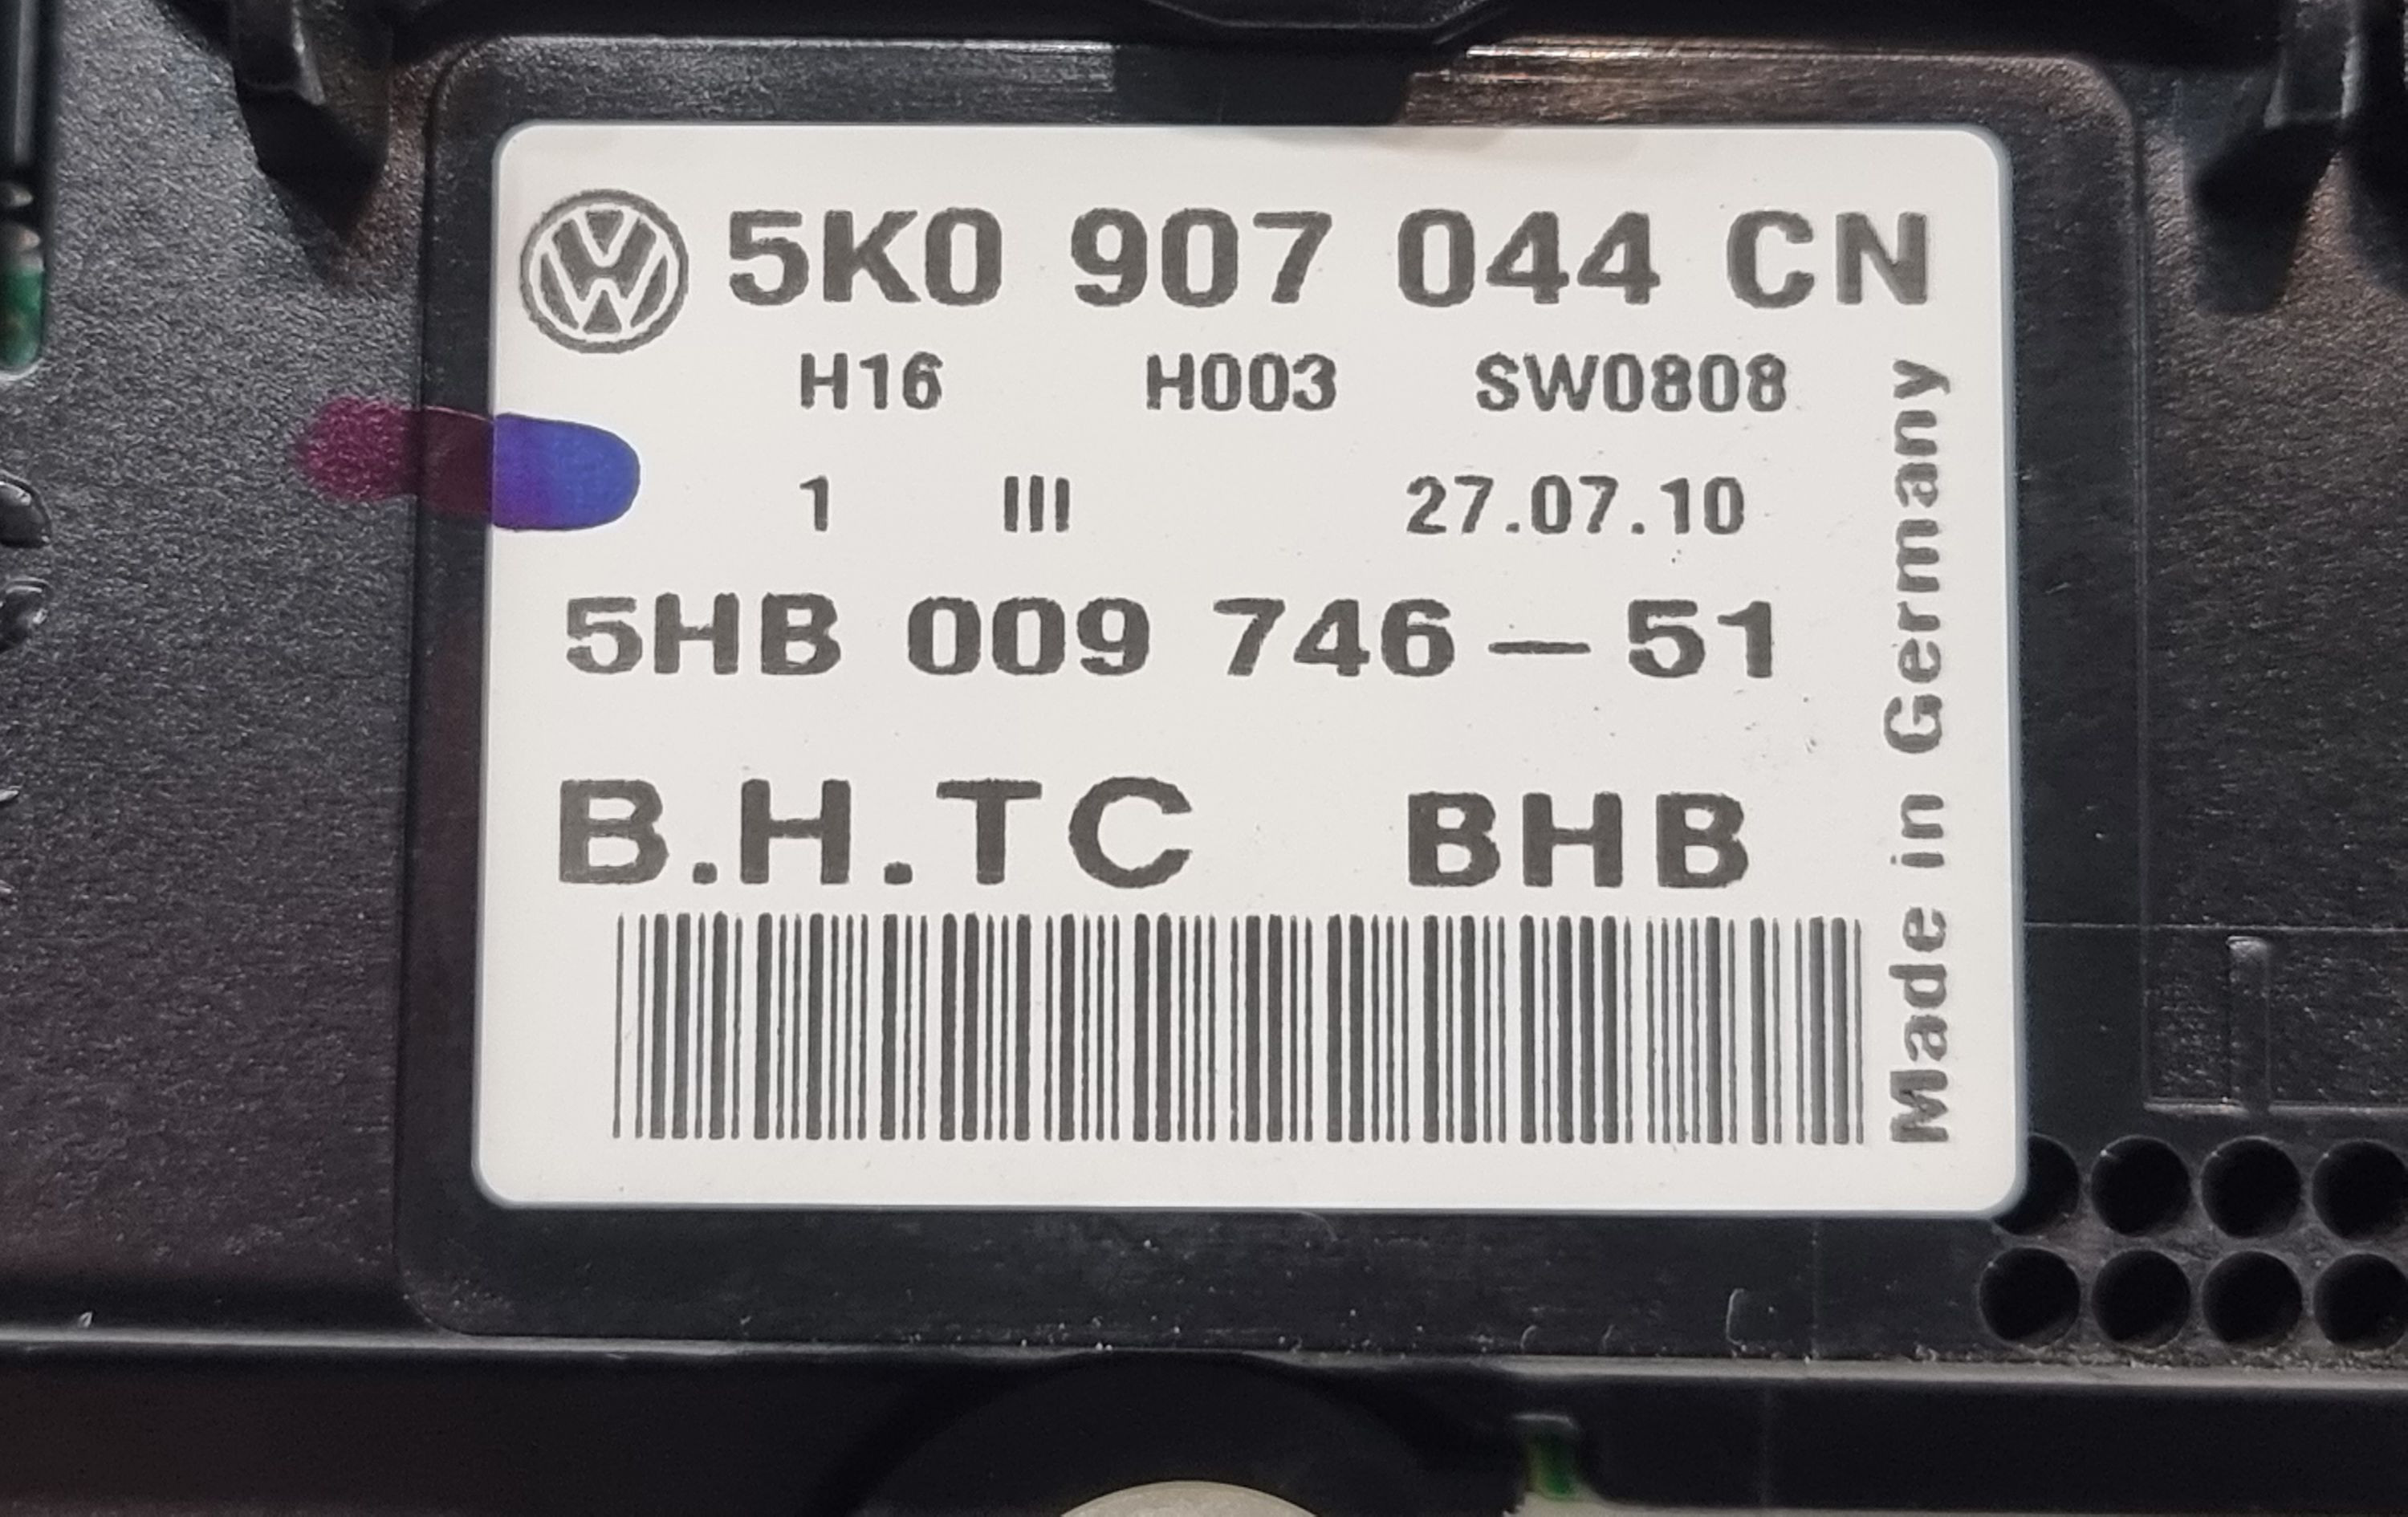 5K0 907 044 CN
H16 H003 SW0808
1 III 27.07.10
5HB 009 746-51
B.H.TC BHB
Made in Germany